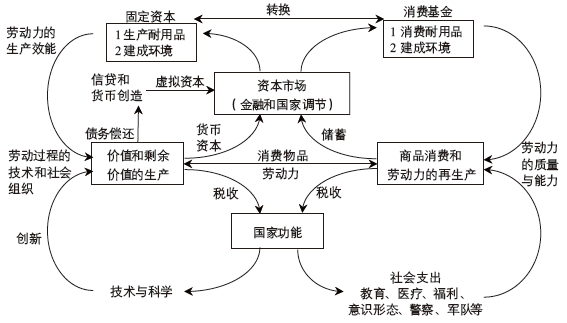 固定资本
转换
消费基金
劳动力的
生产效能
1 生产耐用品
2 建成环境
1 消费耐用品
2 建成环境
信贷和
货币创造
虚拟资本
资本市场
(金融和国家调节)
债务偿还
货币
资本
储蓄
劳动过程的
技术和社会
组织
价值和剩余
价值的生产
消费物品
劳动力
商品消费和
劳动力的再生产
劳动力
的质量
与能力
税收
税收
国家功能
创新
技术与科学
社会支出
教育、医疗、福利、
意识形态、警察、军队等